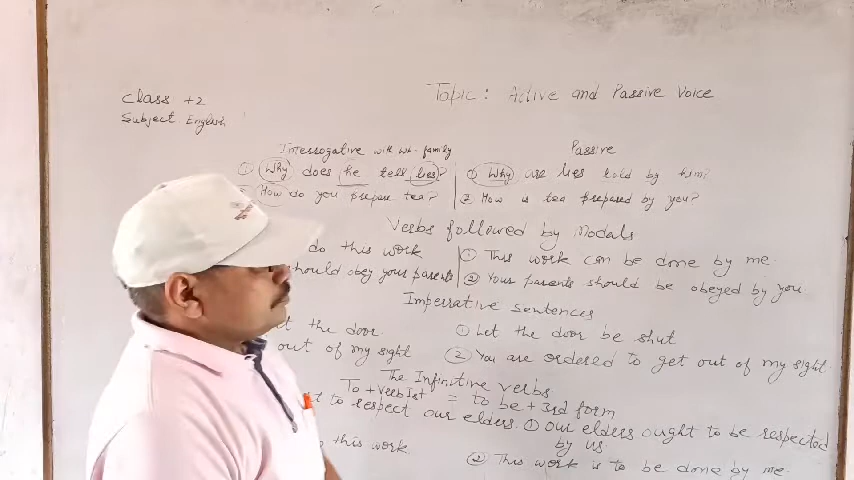 Class +2
Subject English
Topic: Active and Passive Voice
Interrogative with Wh-family
Passive
① Why does he tell lies?
① Why are lies told by him?
How do you prepare tea?
② How is tea prepared by you?
Verbs followed by Modals
do this work
① This work can be done by me.
should obey your parents
② Your parents should be obeyed by you.
Imperative Sentences
the door
① Let the door be shut
out of my sight
② You are ordered to get out of my sight.
The Infinitive verbs
To + Verb Ist = to be + 3rd form
to respect our elders.
① Our elders ought to be respected
by us
this work.
② This work is to be done by me.